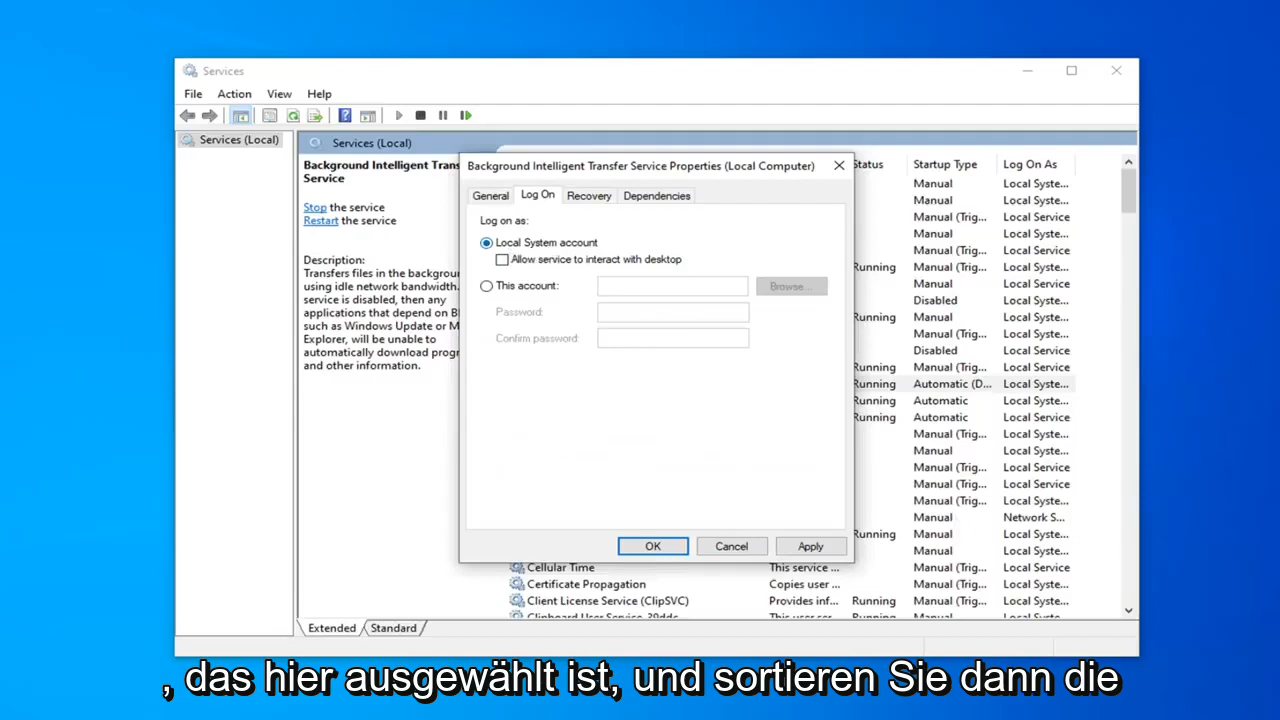 Services
File Action View Help
Services (Local)
Services (Local)
Background Intelligent Trans
Service
Stop the service
Restart the service
Description:
Transfers files in the backgrou
using idle network bandwidth.
service is disabled, then any
applications that depend on B
such as Windows Update or M
Explorer, will be unable to
automatically download progr
and other information.
Background Intelligent Transfer Service Properties (Local Computer)
General Log On Recovery Dependencies
Log on as:
Local System account
Allow service to interact with desktop
This account:
Browse...
Password:
Confirm password:
OK Cancel Apply
Status Startup Type Log On As
Manual Local Syste...
Manual Local Syste...
Manual (Trig... Local Service
Manual Local Syste...
Manual (Trig... Local Service
Running Manual (Trig... Local Syste...
Manual Local Service
Disabled Local Syste...
Running Manual Local Syste...
Manual (Trig... Local Syste...
Disabled Local Service
Manual (Trig... Local Service
Running Automatic (D... Local Syste...
Running Automatic Local Syste...
Running Automatic Local Service
Manual (Trig... Local Syste...
Manual Local Syste...
Manual (Trig... Local Service
Manual (Trig... Local Syste...
Manual (Trig... Local Syste...
Manual Network S...
Running Manual (Trig... Local Syste...
Manual Local Syste...
Cellular Time This service ... Manual (Trig... Local Service
Certificate Propagation Copies user ... Manual (Trig... Local Syste...
Client License Service (ClipSVC) Provides inf... Running Manual (Trig... Local Syste...
Clipboard User Service This user ser... Running Manual Local Syste...
Extended Standard
, das hier ausgewählt ist, und sortieren Sie dann die